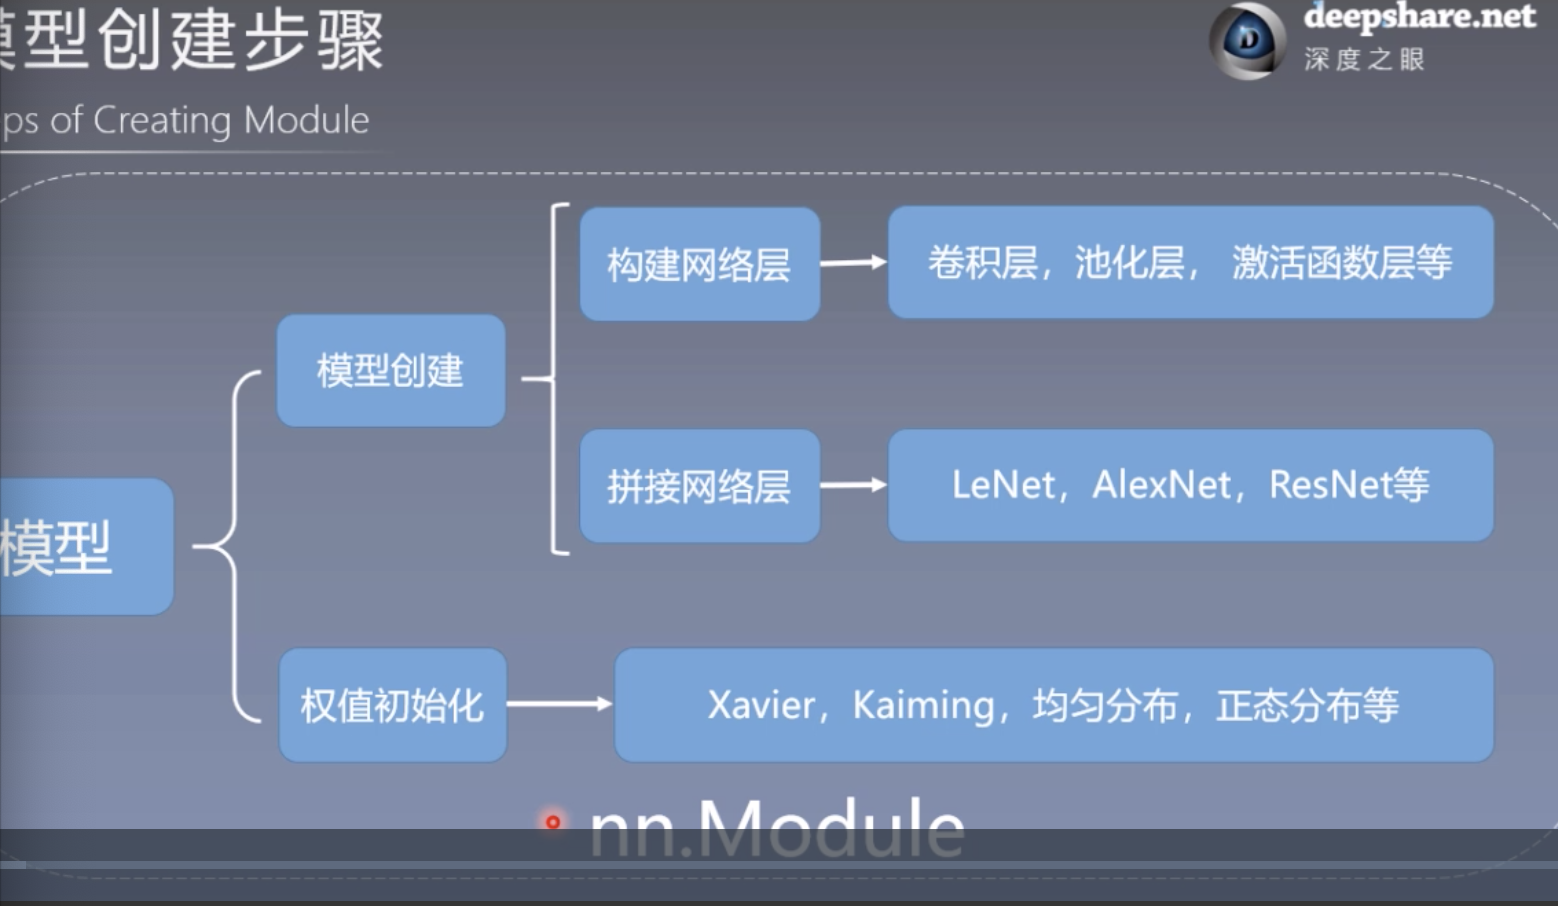 模型创建步骤
deepshare.net
深度之眼
ps of Creating Module
构建网络层
卷积层，池化层， 激活函数层等
模型创建
拼接网络层
LeNet，AlexNet，ResNet等
模型
权值初始化
Xavier，Kaiming，均匀分布，正态分布等
nn.Module